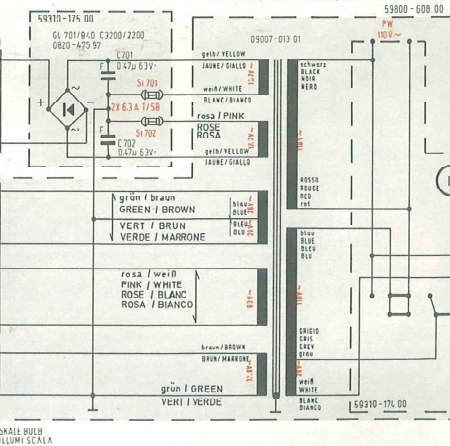 59310-175 00
59800-608.00
PW
110V~
GL 701/B40 C3200/2200
0820-475.97
D9007-013 01
C701
0.47µ 63V-
F
gelb/YELLOW
JAUNE/GIALLO
schwarz
BLACK
NOIR
NERO
Si 701
weiß/WHITE
BLANC/BIANCO
2X 6.3 A T/SB
rosa / PINK
ROSE
ROSA
Si702
F
C702
0.47µ 63V-
gelb/YELLOW
JAUNE/GIALLO
ROSSO
ROUGE
RED
rot
grün / braun
GREEN / BROWN
VERT / BRUN
VERDE / MARRONE
blau
BLUE
BLEU
BLU
blau
BLUE
BLEU
BLU
rosa / weiß
PINK / WHITE
ROSE / BLANC
ROSA / BIANCO
110V~
GRIGIO
GRIS
GREY
grau
braun/BROWN
BRUN/MARRONE
grün / GREEN
VERT / VERDE
weiß
WHITE
BLANC
BIANCO
59310-174 00
SKALE BULB
ILLUMI SCALA